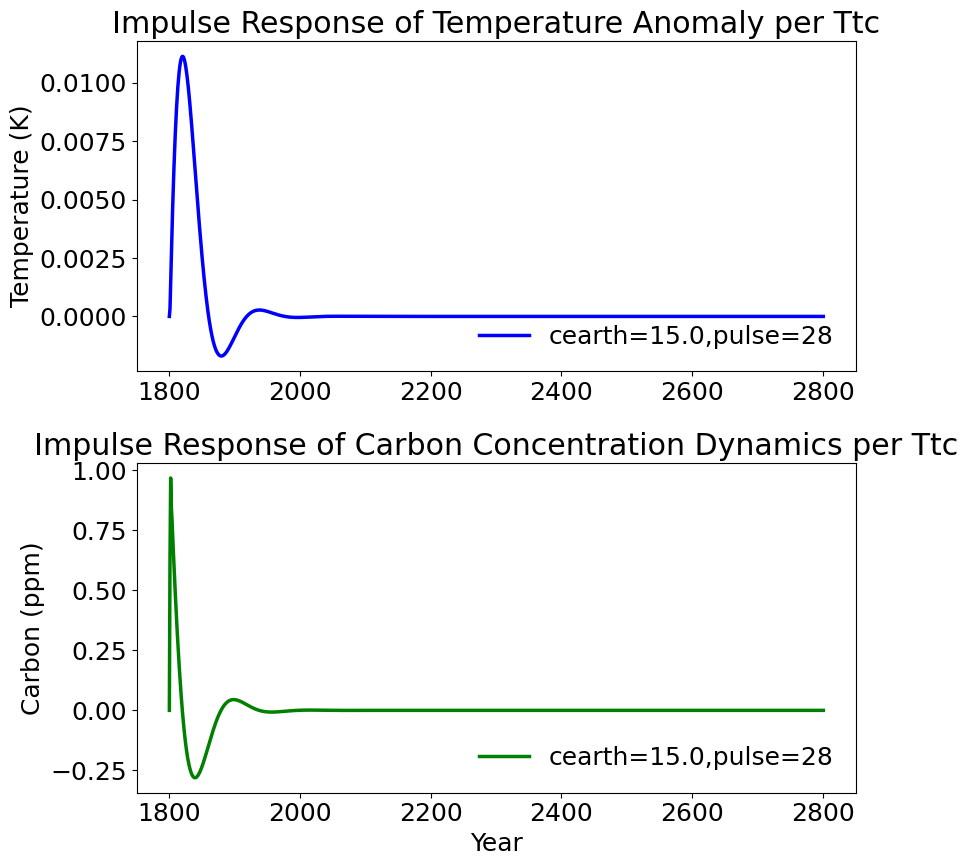 Impulse Response of Temperature Anomaly per Ttc
Temperature (K)
0.0100
0.0075
0.0050
0.0025
0.0000
cearth=15.0,pulse=28
1800 2000 2200 2400 2600 2800
Impulse Response of Carbon Concentration Dynamics per Ttc
Carbon (ppm)
1.00
0.75
0.50
0.25
0.00
−0.25
cearth=15.0,pulse=28
1800 2000 2200 2400 2600 2800
Year